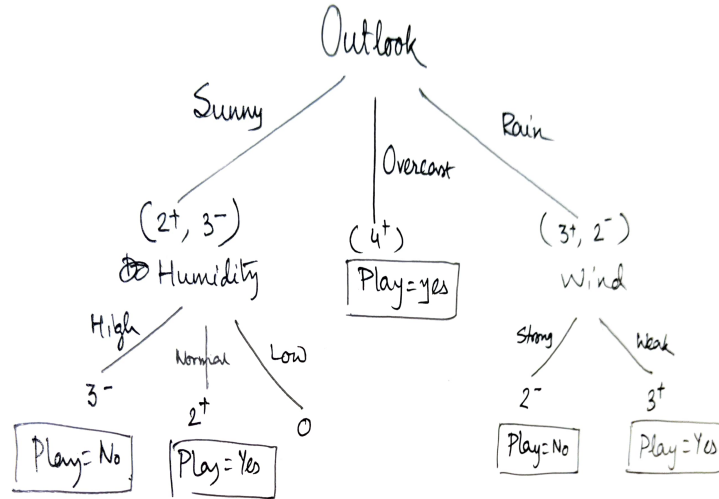 Outlook
Sunny
Overcast
Rain
(2+, 3-)
(4+)
(3+, 2-)
Humidity
Play=yes
Wind
High
Normal
Low
Strong
Weak
3-
2+
0
2-
3+
Play=No
Play=Yes
Play=No
Play=Yes